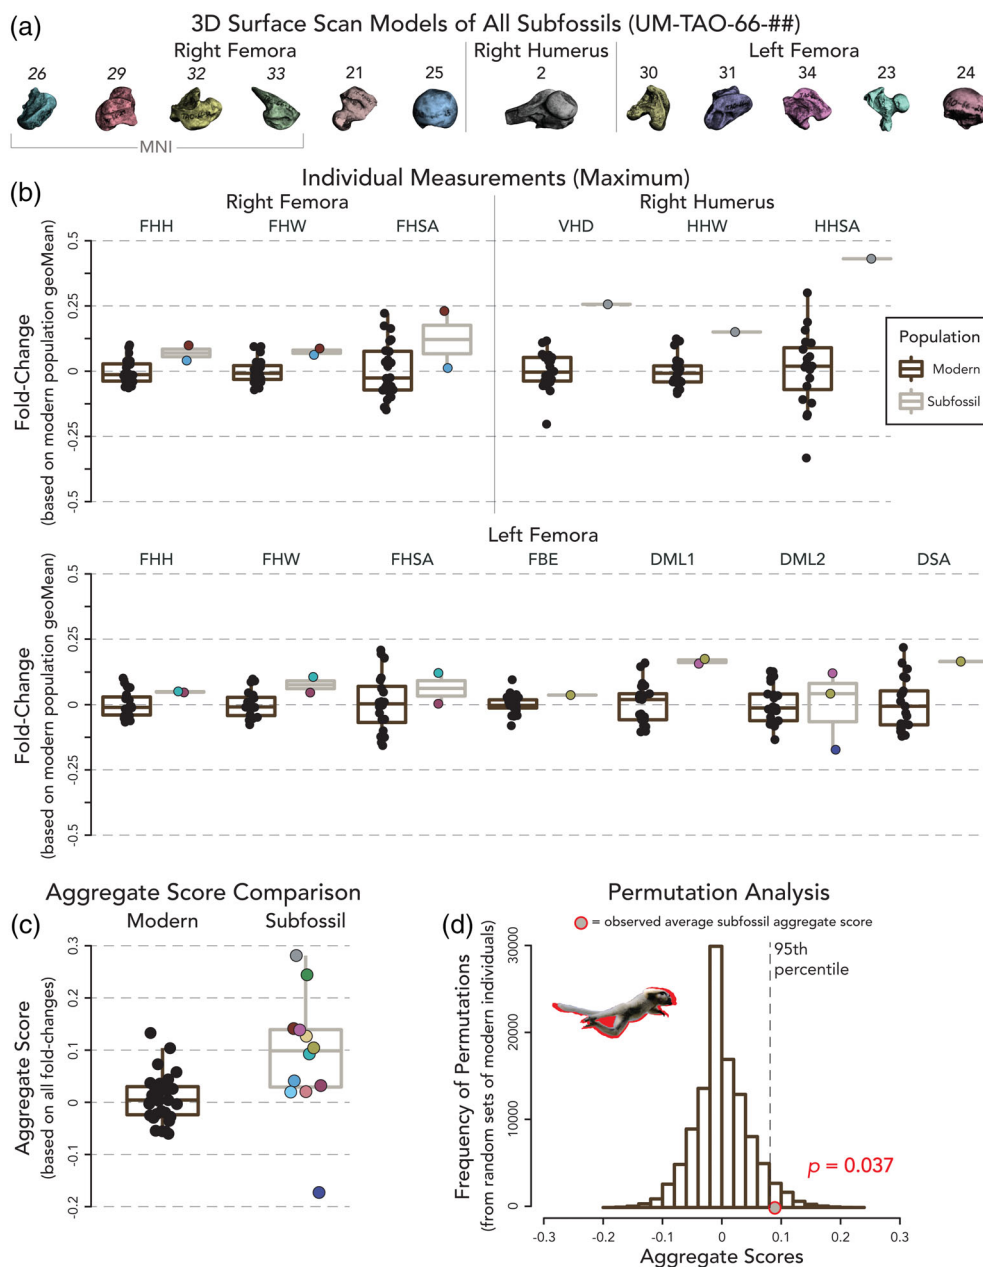 (a)
3D Surface Scan Models of All Subfossils (UM-TAO-66-##)
Right Femora
Right Humerus
Left Femora
26 29 32 33 21 25 2 30 31 34 23 24
MNI
(b)
Individual Measurements (Maximum)
Right Femora
Right Humerus
FHH FHW FHSA VHD HHW HHSA
Fold-Change
(based on modern population geoMean)
0.5
0.25
0
-0.25
-0.5
Population
Modern
Subfossil
Left Femora
FHH FHW FHSA FBE DML1 DML2 DSA
Fold-Change
(based on modern population geoMean)
0.5
0.25
0
-0.25
-0.5
(c)
Aggregate Score Comparison
Modern Subfossil
Aggregate Score
(based on all fold-changes)
0.3
0.2
0.1
0
-0.1
-0.2
(d)
Permutation Analysis
= observed average subfossil aggregate score
95th
percentile
Frequency of Permutations
(from random sets of modern individuals)
30000
20000
10000
0
p = 0.037
-0.3 -0.2 -0.1 0 0.1 0.2 0.3
Aggregate Scores